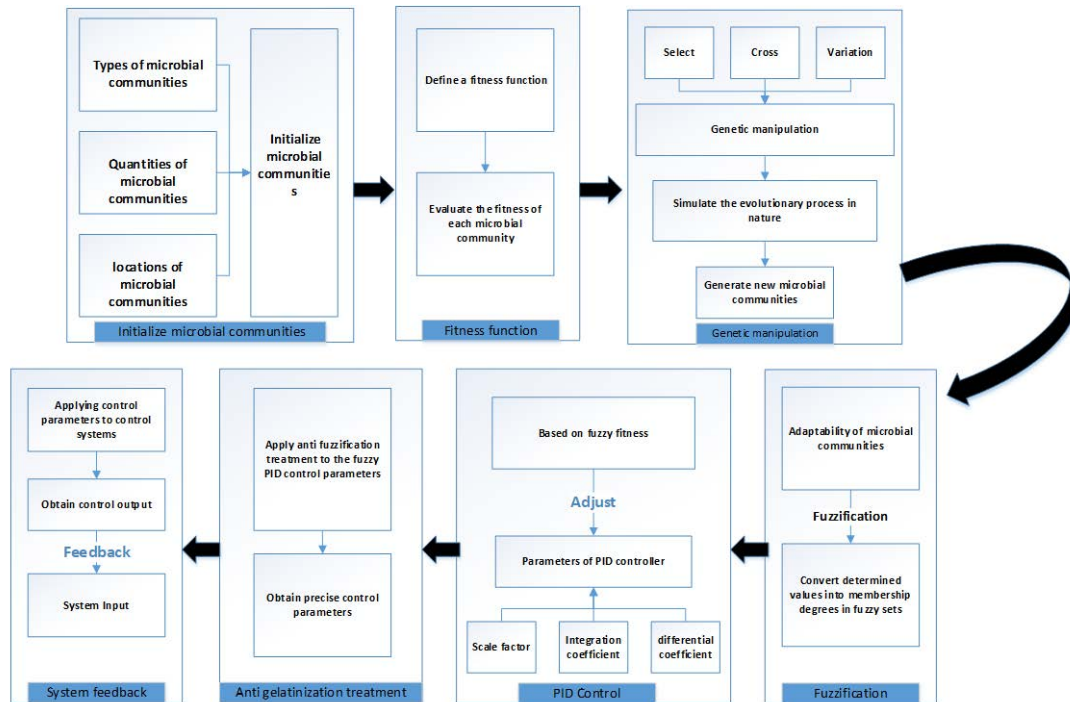 Types of microbial
communities
Quantities of
microbial
communities
locations of
microbial
communities
Initialize
microbial
communitie
s
Initialize microbial communities
Define a fitness function
Evaluate the fitness of
each microbial
community
Fitness function
Select
Cross
Variation
Genetic manipulation
Simulate the evolutionary process in
nature
Generate new microbial
communities
Genetic manipulation
Applying control
parameters to control
systems
Obtain control output
Feedback
System Input
System feedback
Apply anti fuzzification
treatment to the fuzzy
PID control parameters
Obtain precise control
parameters
Anti gelatinization treatment
Based on fuzzy fitness
Adjust
Parameters of PID controller
Scale factor
Integration
coefficient
differential
coefficient
PID Control
Adaptability of microbial
communities
Fuzzification
Convert determined
values into membership
degrees in fuzzy sets
Fuzzification